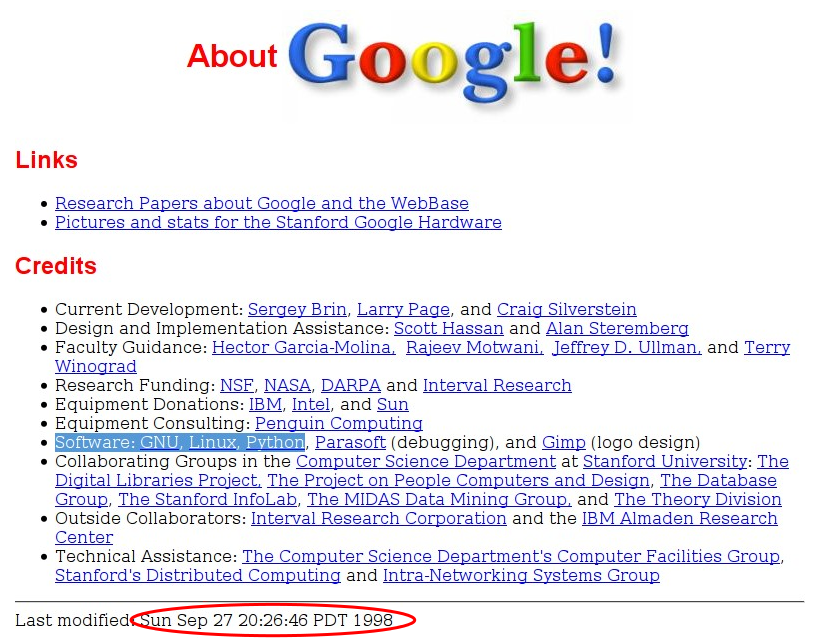 About Google!
Links
• Research Papers about Google and the WebBase
• Pictures and stats for the Stanford Google Hardware
Credits
• Current Development: Sergey Brin, Larry Page, and Craig Silverstein
• Design and Implementation Assistance: Scott Hassan and Alan Steremberg
• Faculty Guidance: Hector Garcia-Molina, Rajeev Motwani, Jeffrey D. Ullman, and Terry
Winograd
• Research Funding: NSF, NASA, DARPA and Interval Research
• Equipment Donations: IBM, Intel, and Sun
• Equipment Consulting: Penguin Computing
• Software: GNU, Linux, Python, Parasoft (debugging), and Gimp (logo design)
• Collaborating Groups in the Computer Science Department at Stanford University: The
Digital Libraries Project, The Project on People Computers and Design, The Database
Group, The Stanford InfoLab, The MIDAS Data Mining Group, and The Theory Division
• Outside Collaborators: Interval Research Corporation and the IBM Almaden Research
Center
• Technical Assistance: The Computer Science Department's Computer Facilities Group,
Stanford's Distributed Computing and Intra-Networking Systems Group
Last modified: Sun Sep 27 20:26:46 PDT 1998